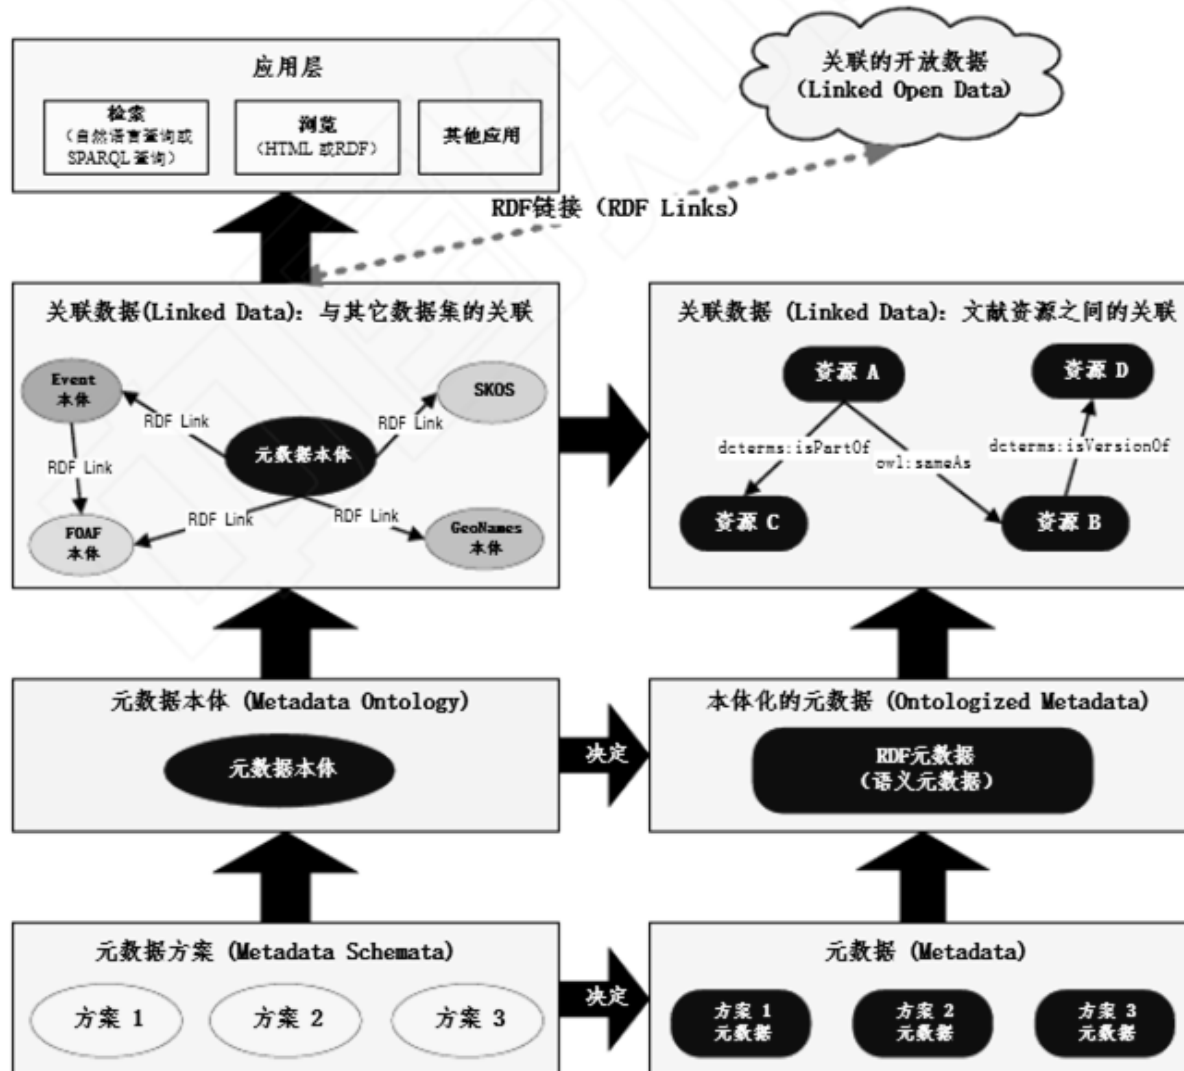 应用层
检索
（自然语言查询或
SPARQL 查询）
浏览
（HTML 或RDF）
其他应用
关联的开放数据
(Linked Open Data)
RDF链接（RDF Links）
关联数据(Linked Data): 与其它数据集的关联
Event
本体
SKOS
RDF Link
RDF Link
元数据本体
RDF Link
RDF Link
RDF Link
FOAF
本体
GeoNames
本体
关联数据 (Linked Data): 文献资源之间的关联
资源 A
资源 D
dcterms:isPartOf
owl:sameAs
dcterms:isVersionOf
资源 C
资源 B
元数据本体 (Metadata Ontology)
元数据本体
决定
本体化的元数据 (Ontologized Metadata)
RDF元数据
（语义元数据）
元数据方案 (Metadata Schemata)
方案 1
方案 2
方案 3
决定
元数据 (Metadata)
方案 1
元数据
方案 2
元数据
方案 3
元数据